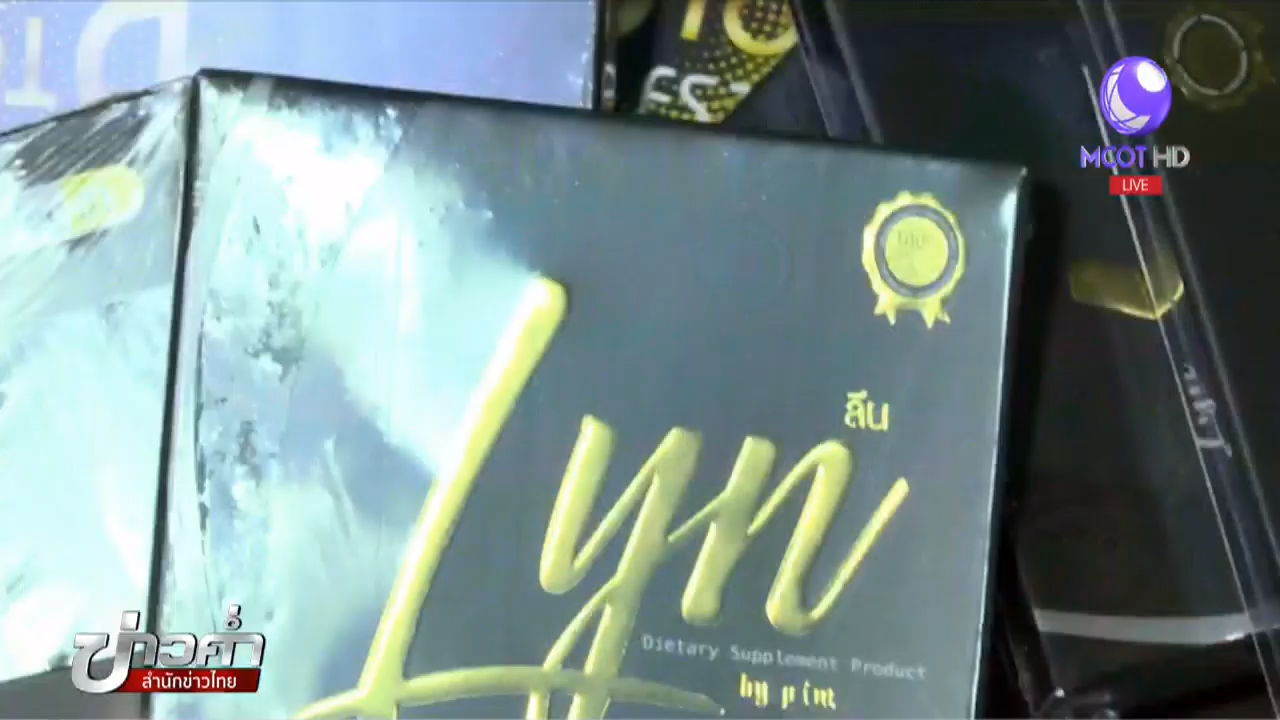 MCOT HD
LIVE
ลีน
Lyn
Dietary Supplement Product
by pim
ข่าวค่ำ
สำนักข่าวไทย